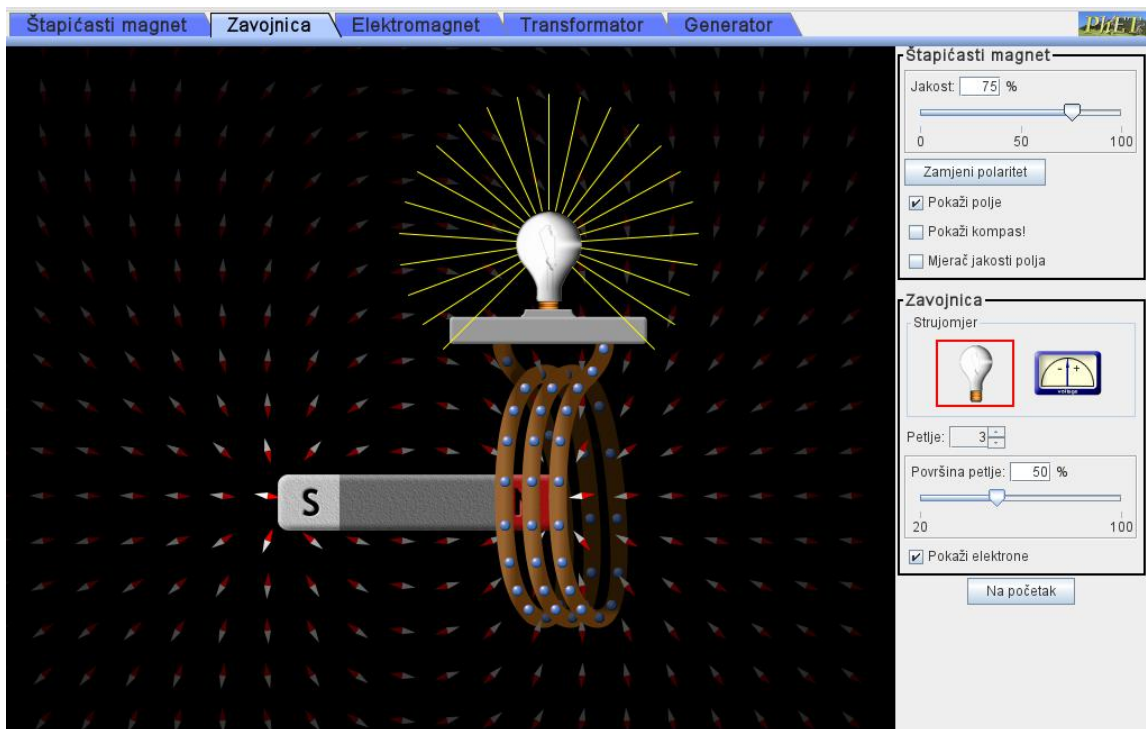 Štapićasti magnet Zavojnica Elektromagnet Transformator Generator
PhET
Štapićasti magnet
Jakost: 75 %
0 50 100
Zamjeni polaritet
Pokaži polje
Pokaži kompas!
Mjerač jakosti polja
Zavojnica
Strujomjer
- +
voltage
Petlje: 3
Površina petlje: 50 %
20 100
Pokaži elektrone
Na početak
S